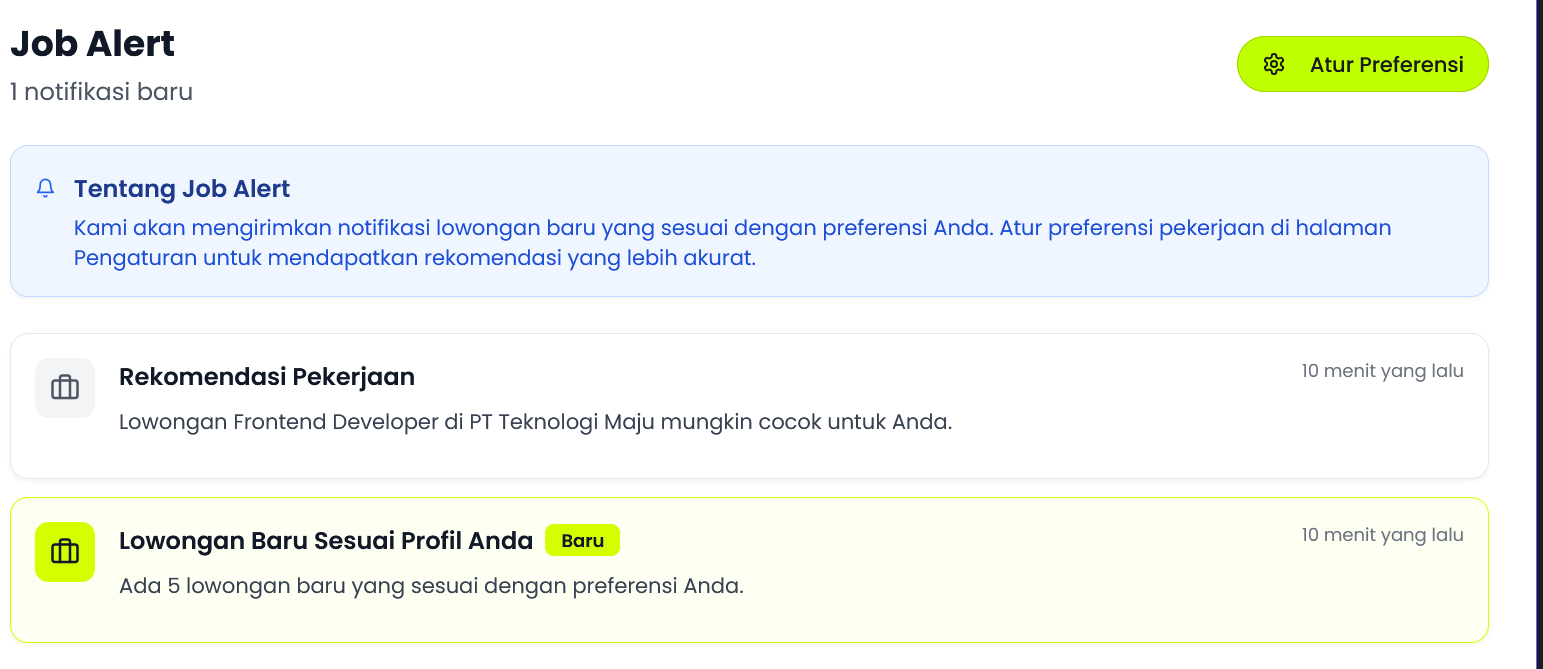 Job Alert
1 notifikasi baru
Atur Preferensi
Tentang Job Alert
Kami akan mengirimkan notifikasi lowongan baru yang sesuai dengan preferensi Anda. Atur preferensi pekerjaan di halaman
Pengaturan untuk mendapatkan rekomendasi yang lebih akurat.
Rekomendasi Pekerjaan
10 menit yang lalu
Lowongan Frontend Developer di PT Teknologi Maju mungkin cocok untuk Anda.
Lowongan Baru Sesuai Profil Anda Baru
10 menit yang lalu
Ada 5 lowongan baru yang sesuai dengan preferensi Anda.